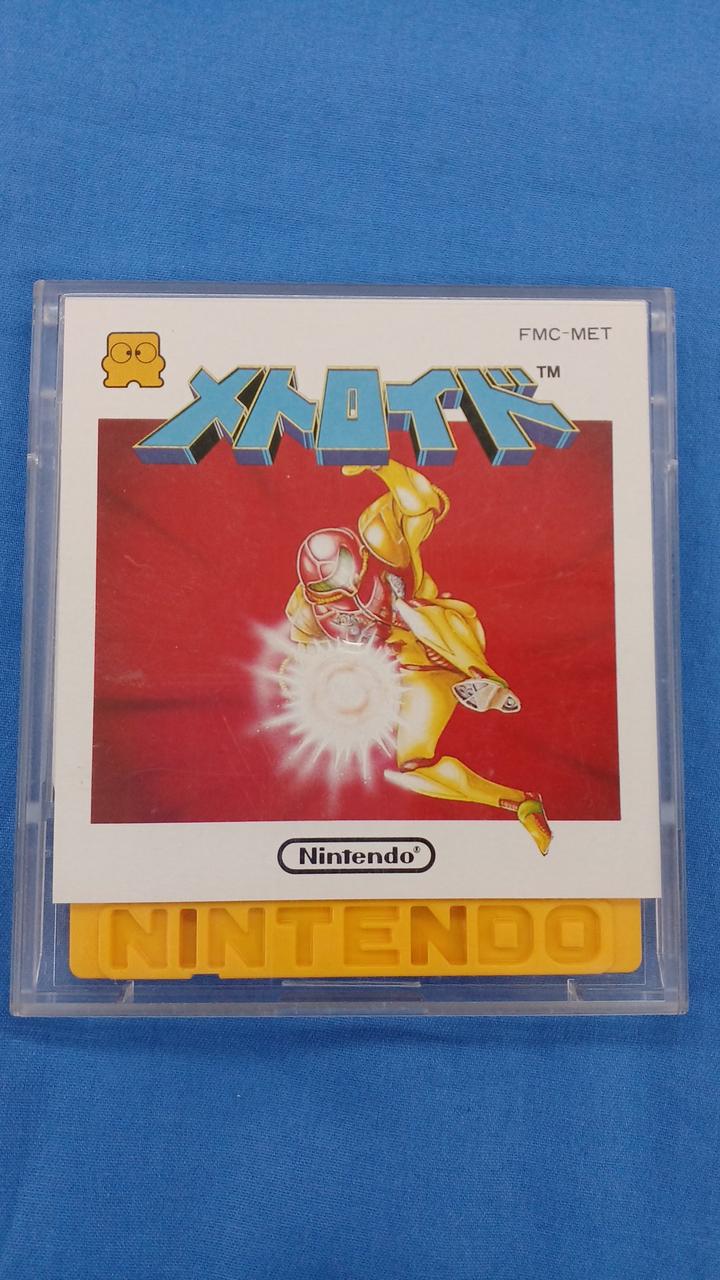 FMC-MET
メトロイド™
Nintendo®
NINTENDO